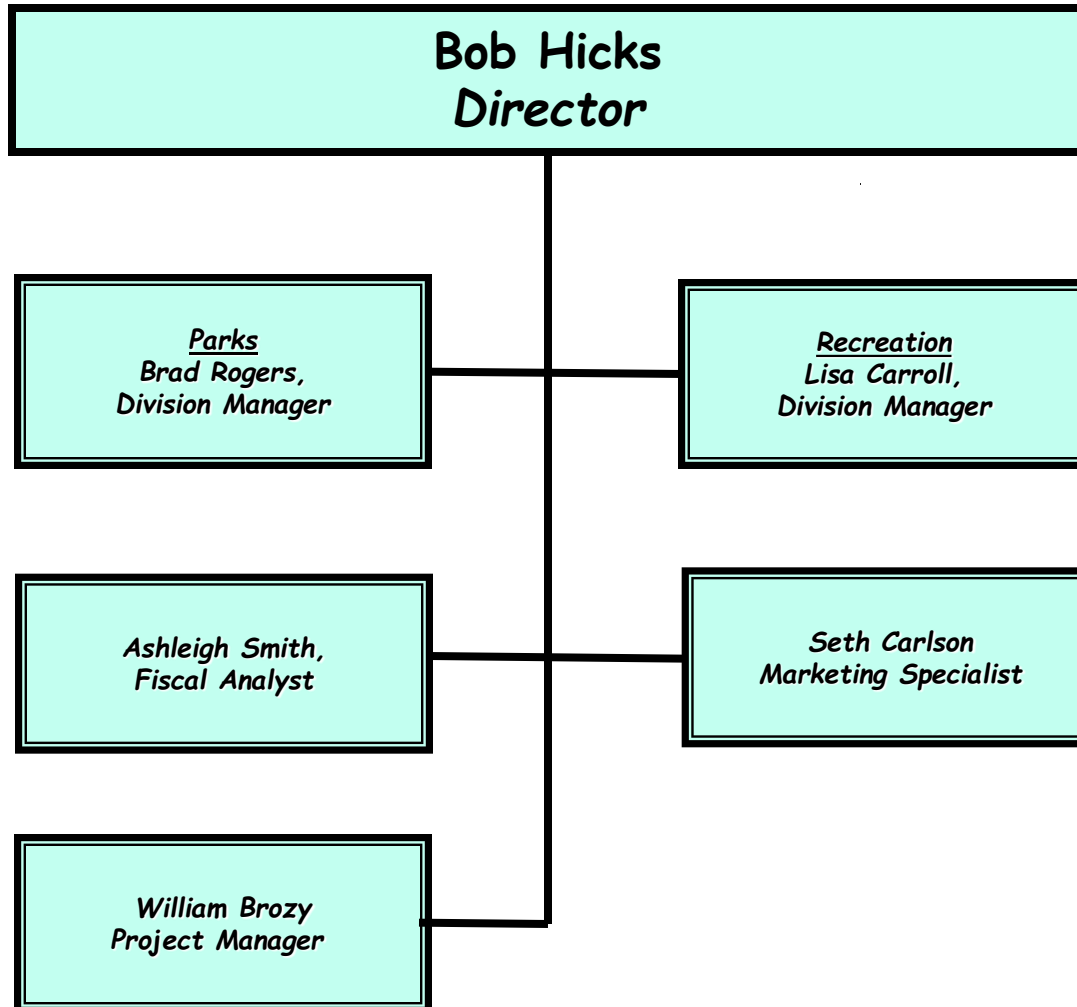 Bob Hicks
Director
Parks
Brad Rogers,
Division Manager
Recreation
Lisa Carroll,
Division Manager
Ashleigh Smith,
Fiscal Analyst
Seth Carlson
Marketing Specialist
William Brozy
Project Manager